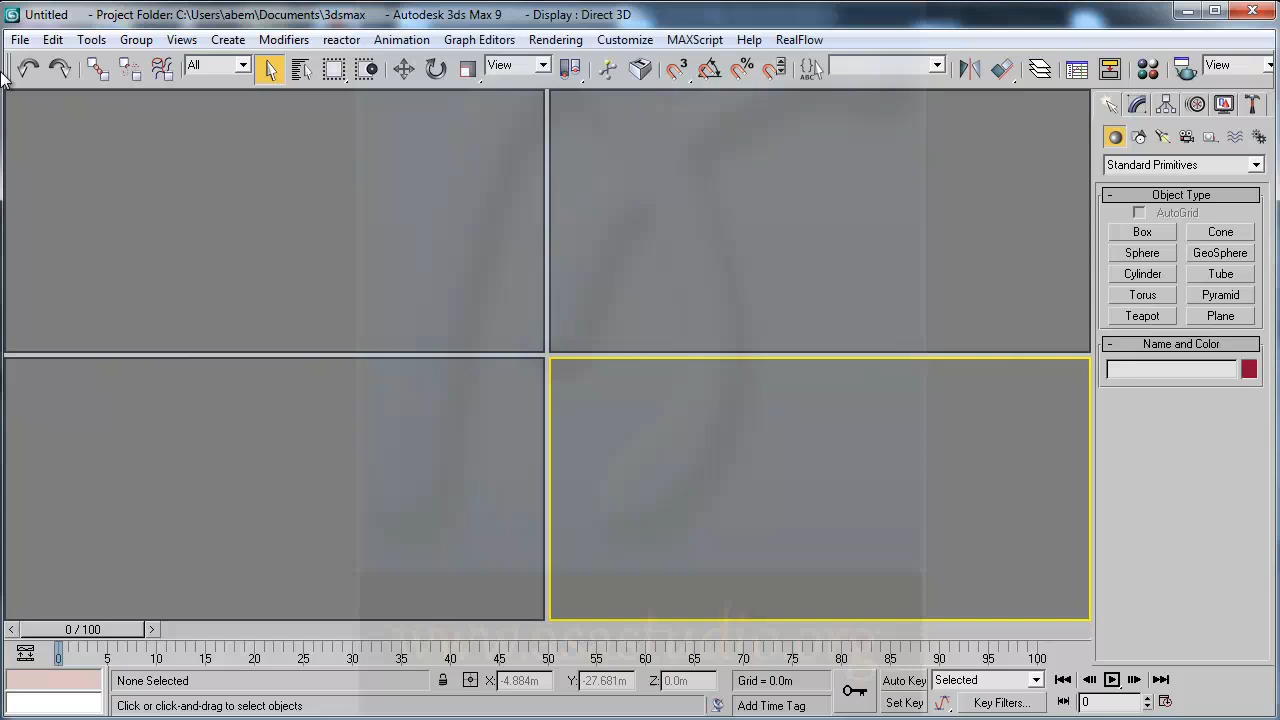 Untitled - Project Folder: C:\Users\abem\Documents\3dsmax - Autodesk 3ds Max 9 - Display : Direct 3D
File Edit Tools Group Views Create Modifiers reactor Animation Graph Editors Rendering Customize MAXScript Help RealFlow
All View 3 % ABC View
Standard Primitives
- Object Type
AutoGrid
Box Cone
Sphere GeoSphere
Cylinder Tube
Torus Pyramid
Teapot Plane
- Name and Color
< 0 / 100 >
0 5 10 15 20 25 30 35 40 45 50 55 60 65 70 75 80 85 90 95 100
None Selected X: -4.884m Y: -27.681m Z: 0.0m Grid = 0.0m Auto Key Selected
Click or click-and-drag to select objects Add Time Tag Set Key Key Filters... 0